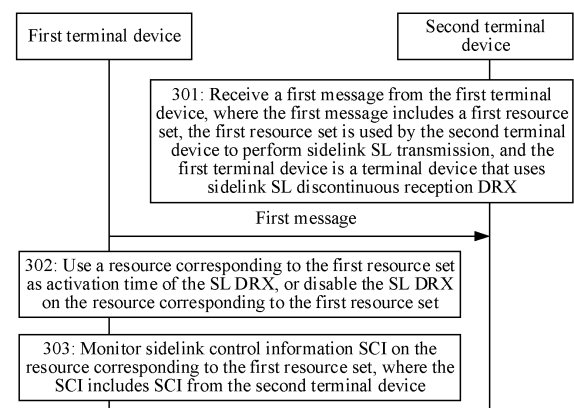 First terminal device
Second terminal
device
301: Receive a first message from the first terminal
device, where the first message includes a first resource
set, the first resource set is used by the second terminal
device to perform sidelink SL transmission, and the
first terminal device is a terminal device that uses
sidelink SL discontinuous reception DRX
First message
302: Use a resource corresponding to the first resource set
as activation time of the SL DRX, or disable the SL DRX
on the resource corresponding to the first resource set
303: Monitor sidelink control information SCI on the
resource corresponding to the first resource set, where the
SCI includes SCI from the second terminal device